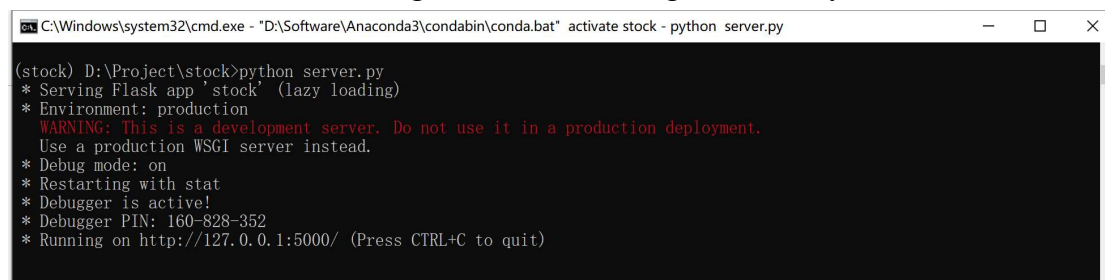 C:\Windows\system32\cmd.exe - "D:\Software\Anaconda3\condabin\conda.bat" activate stock - python server.py
(stock) D:\Project\stock>python server.py
* Serving Flask app 'stock' (lazy loading)
* Environment: production
WARNING: This is a development server. Do not use it in a production deployment.
Use a production WSGI server instead.
* Debug mode: on
* Restarting with stat
* Debugger is active!
* Debugger PIN: 160-828-352
* Running on http://127.0.0.1:5000/ (Press CTRL+C to quit)